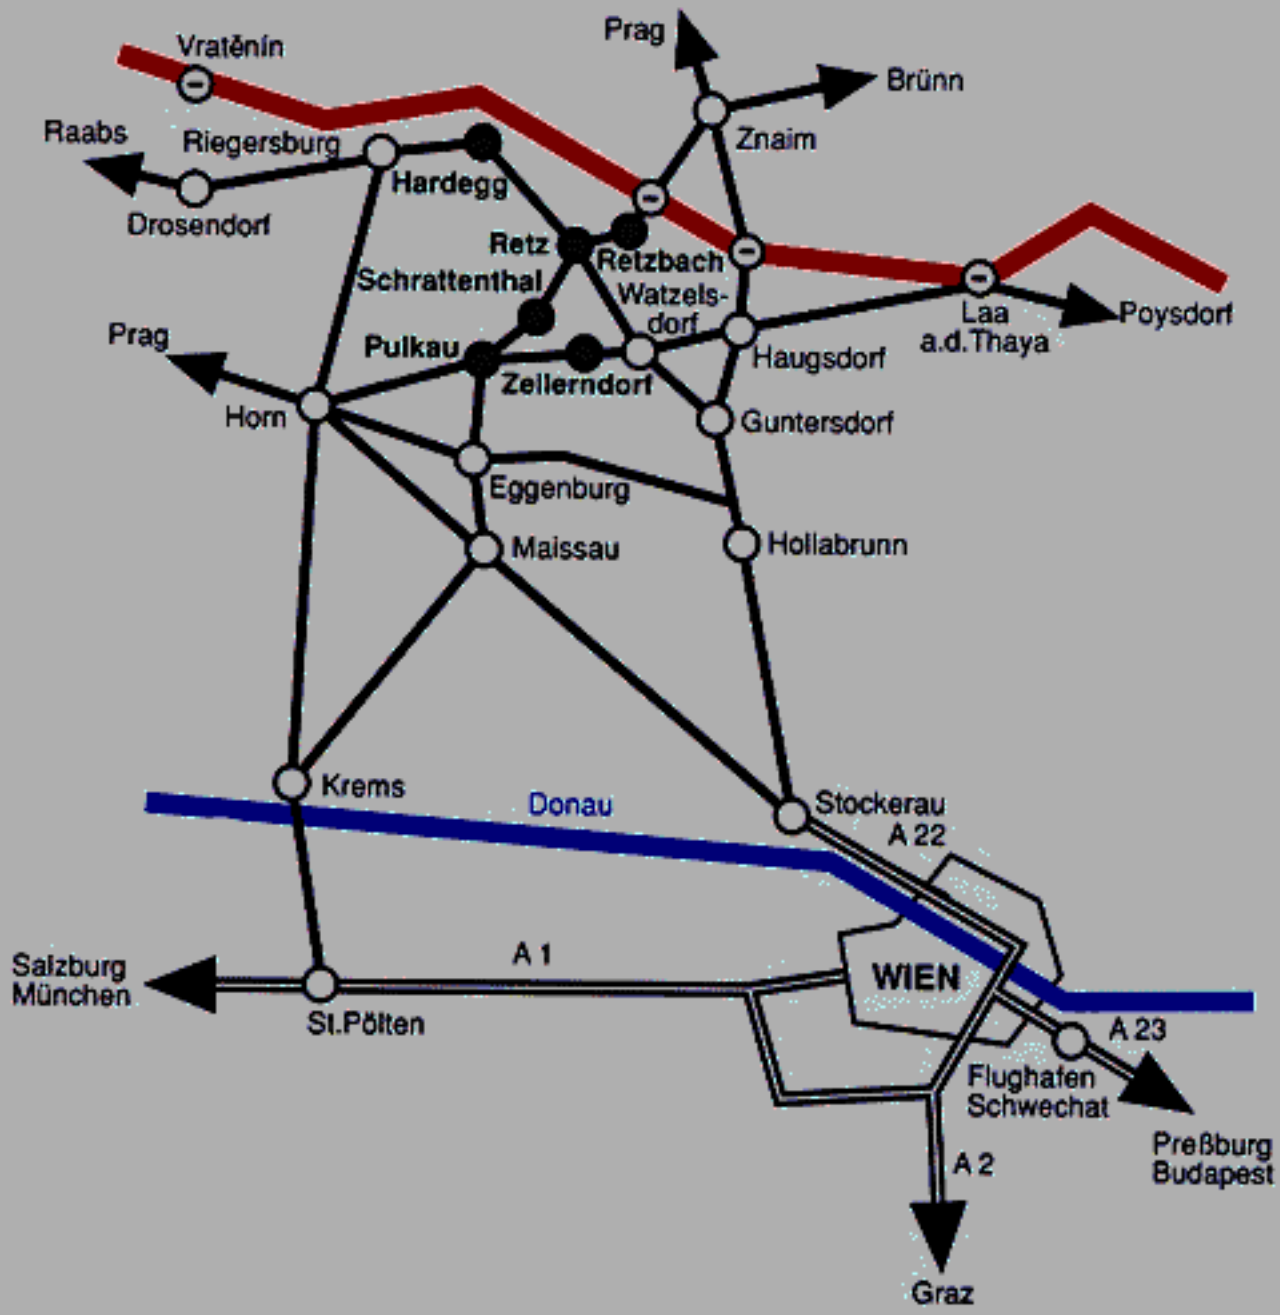 Prag
Vratěnín
Brünn
Raabs
Riegersburg
Znaim
Hardegg
Drosendorf
Retz
Retzbach
Schrattenthal
Watzels-
dorf
Laa
a.d.Thaya
Poysdorf
Prag
Pulkau
Haugsdorf
Zellerndorf
Horn
Guntersdorf
Eggenburg
Maissau
Hollabrunn
Krems
Donau
Stockerau
A 22
A 1
Salzburg
München
WIEN
St.Pölten
A 23
Flughafen
Schwechat
Preßburg
Budapest
A 2
Graz